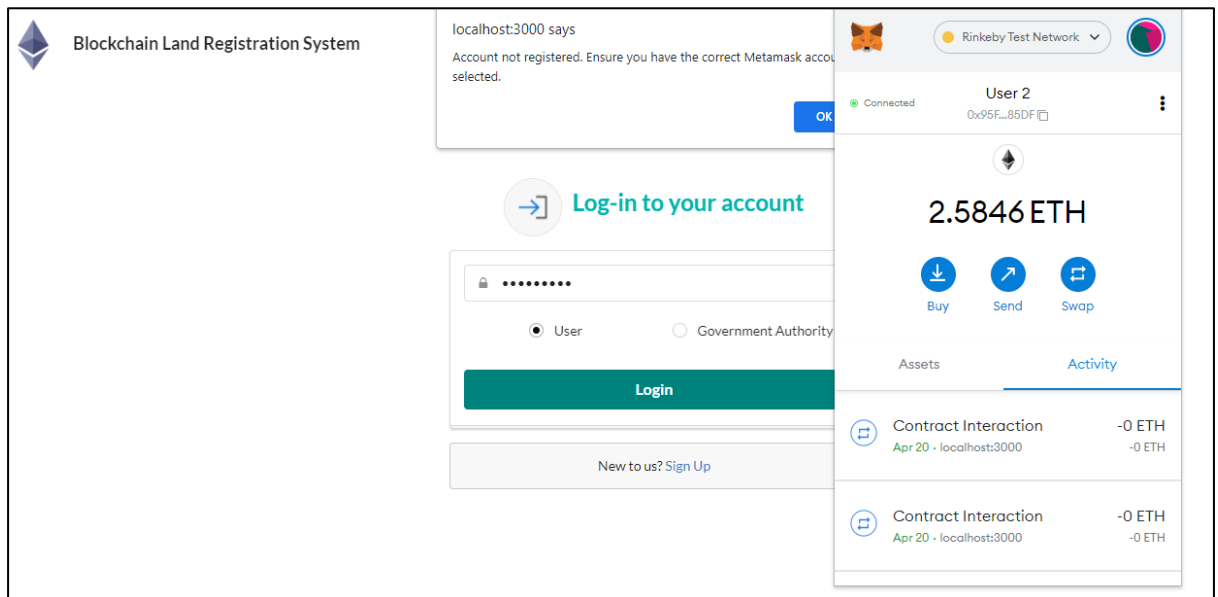 Blockchain Land Registration System
localhost:3000 says
Account not registered. Ensure you have the correct Metamask
selected.
OK
Log-in to your account
•••••••••
User
Government Authority
Login
New to us? Sign Up
Rinkeby Test Network
Connected
User 2
0x95F...85DF
2.5846 ETH
Buy
Send
Swap
Assets
Activity
Contract Interaction
-0 ETH
Apr 20 · localhost:3000
-0 ETH
Contract Interaction
-0 ETH
Apr 20 · localhost:3000
-0 ETH